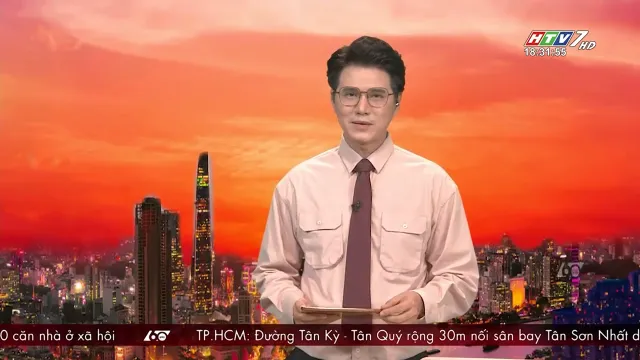 HTV7 HD
18:31:55
0 căn nhà ở xã hội 60 TP.HCM: Đường Tân Kỳ - Tân Quý rộng 30m nối sân bay Tân Sơn Nhất d